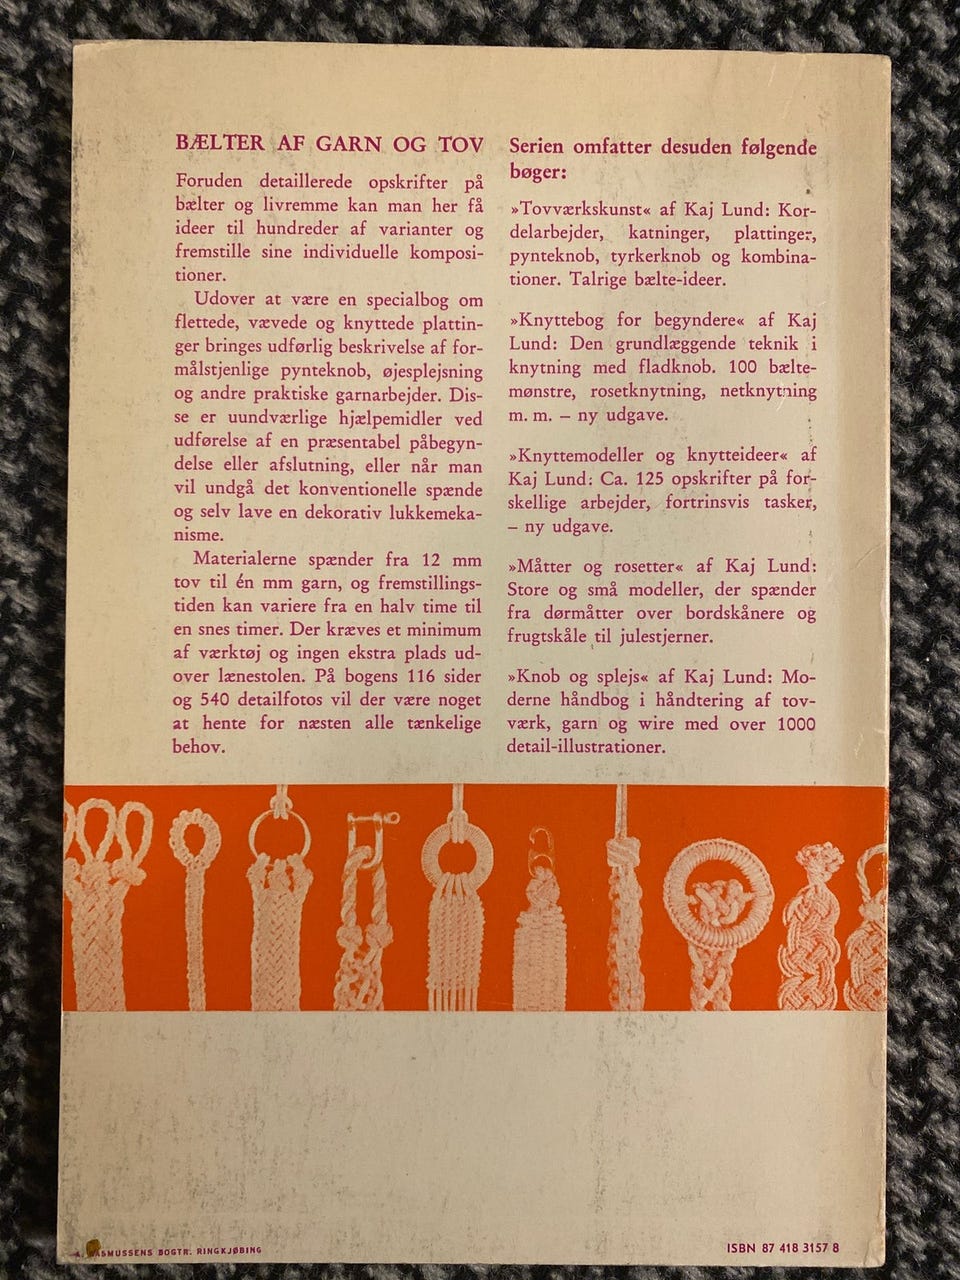 BÆLTER AF GARN OG TOV
Foruden detaillerede opskrifter på
bælter og livremme kan man her få
ideer til hundreder af varianter og
fremstille sine individuelle komposi-
tioner.
Udover at være en specialbog om
flettede, vævede og knyttede plattin-
ger bringes udførlig beskrivelse af for-
målstjenlige pynteknob, øjesplejsning
og andre praktiske garnarbejder. Dis-
se er uundværlige hjælpemidler ved
udførelse af en præsentabel påbegyn-
delse eller afslutning, eller når man
vil undgå det konventionelle spænde
og selv lave en dekorativ lukkemeka-
nisme.
Materialerne spænder fra 12 mm
tov til én mm garn, og fremstillings-
tiden kan variere fra en halv time til
en snes timer. Der kræves et minimum
af værktøj og ingen ekstra plads ud-
over lænestolen. På bogens 116 sider
og 540 detailfotos vil der være noget
at hente for næsten alle tænkelige
behov.
Serien omfatter desuden følgende
bøger:
»Tovværkskunst« af Kaj Lund: Kor-
delarbejder, katninger, plattinger,
pynteknob, tyrkerknob og kombina-
tioner. Talrige bælte-ideer.
»Knyttebog for begyndere« af Kaj
Lund: Den grundlæggende teknik i
knytning med fladknob. 100 bælte-
mønstre, rosetknytning, netknytning
m. m. – ny udgave.
»Knyttemodeller og knytteideer« af
Kaj Lund: Ca. 125 opskrifter på for-
skellige arbejder, fortrinsvis tasker,
– ny udgave.
»Måtter og rosetter« af Kaj Lund:
Store og små modeller, der spænder
fra dørmåtter over bordskånere og
frugtskåle til julestjerner.
»Knob og splejs« af Kaj Lund: Mo-
derne håndbog i håndtering af tov-
værk, garn og wire med over 1000
detail-illustrationer.
A. RASMUSSENS BOGTR. RINGKJØBING
ISBN 87 418 3157 8